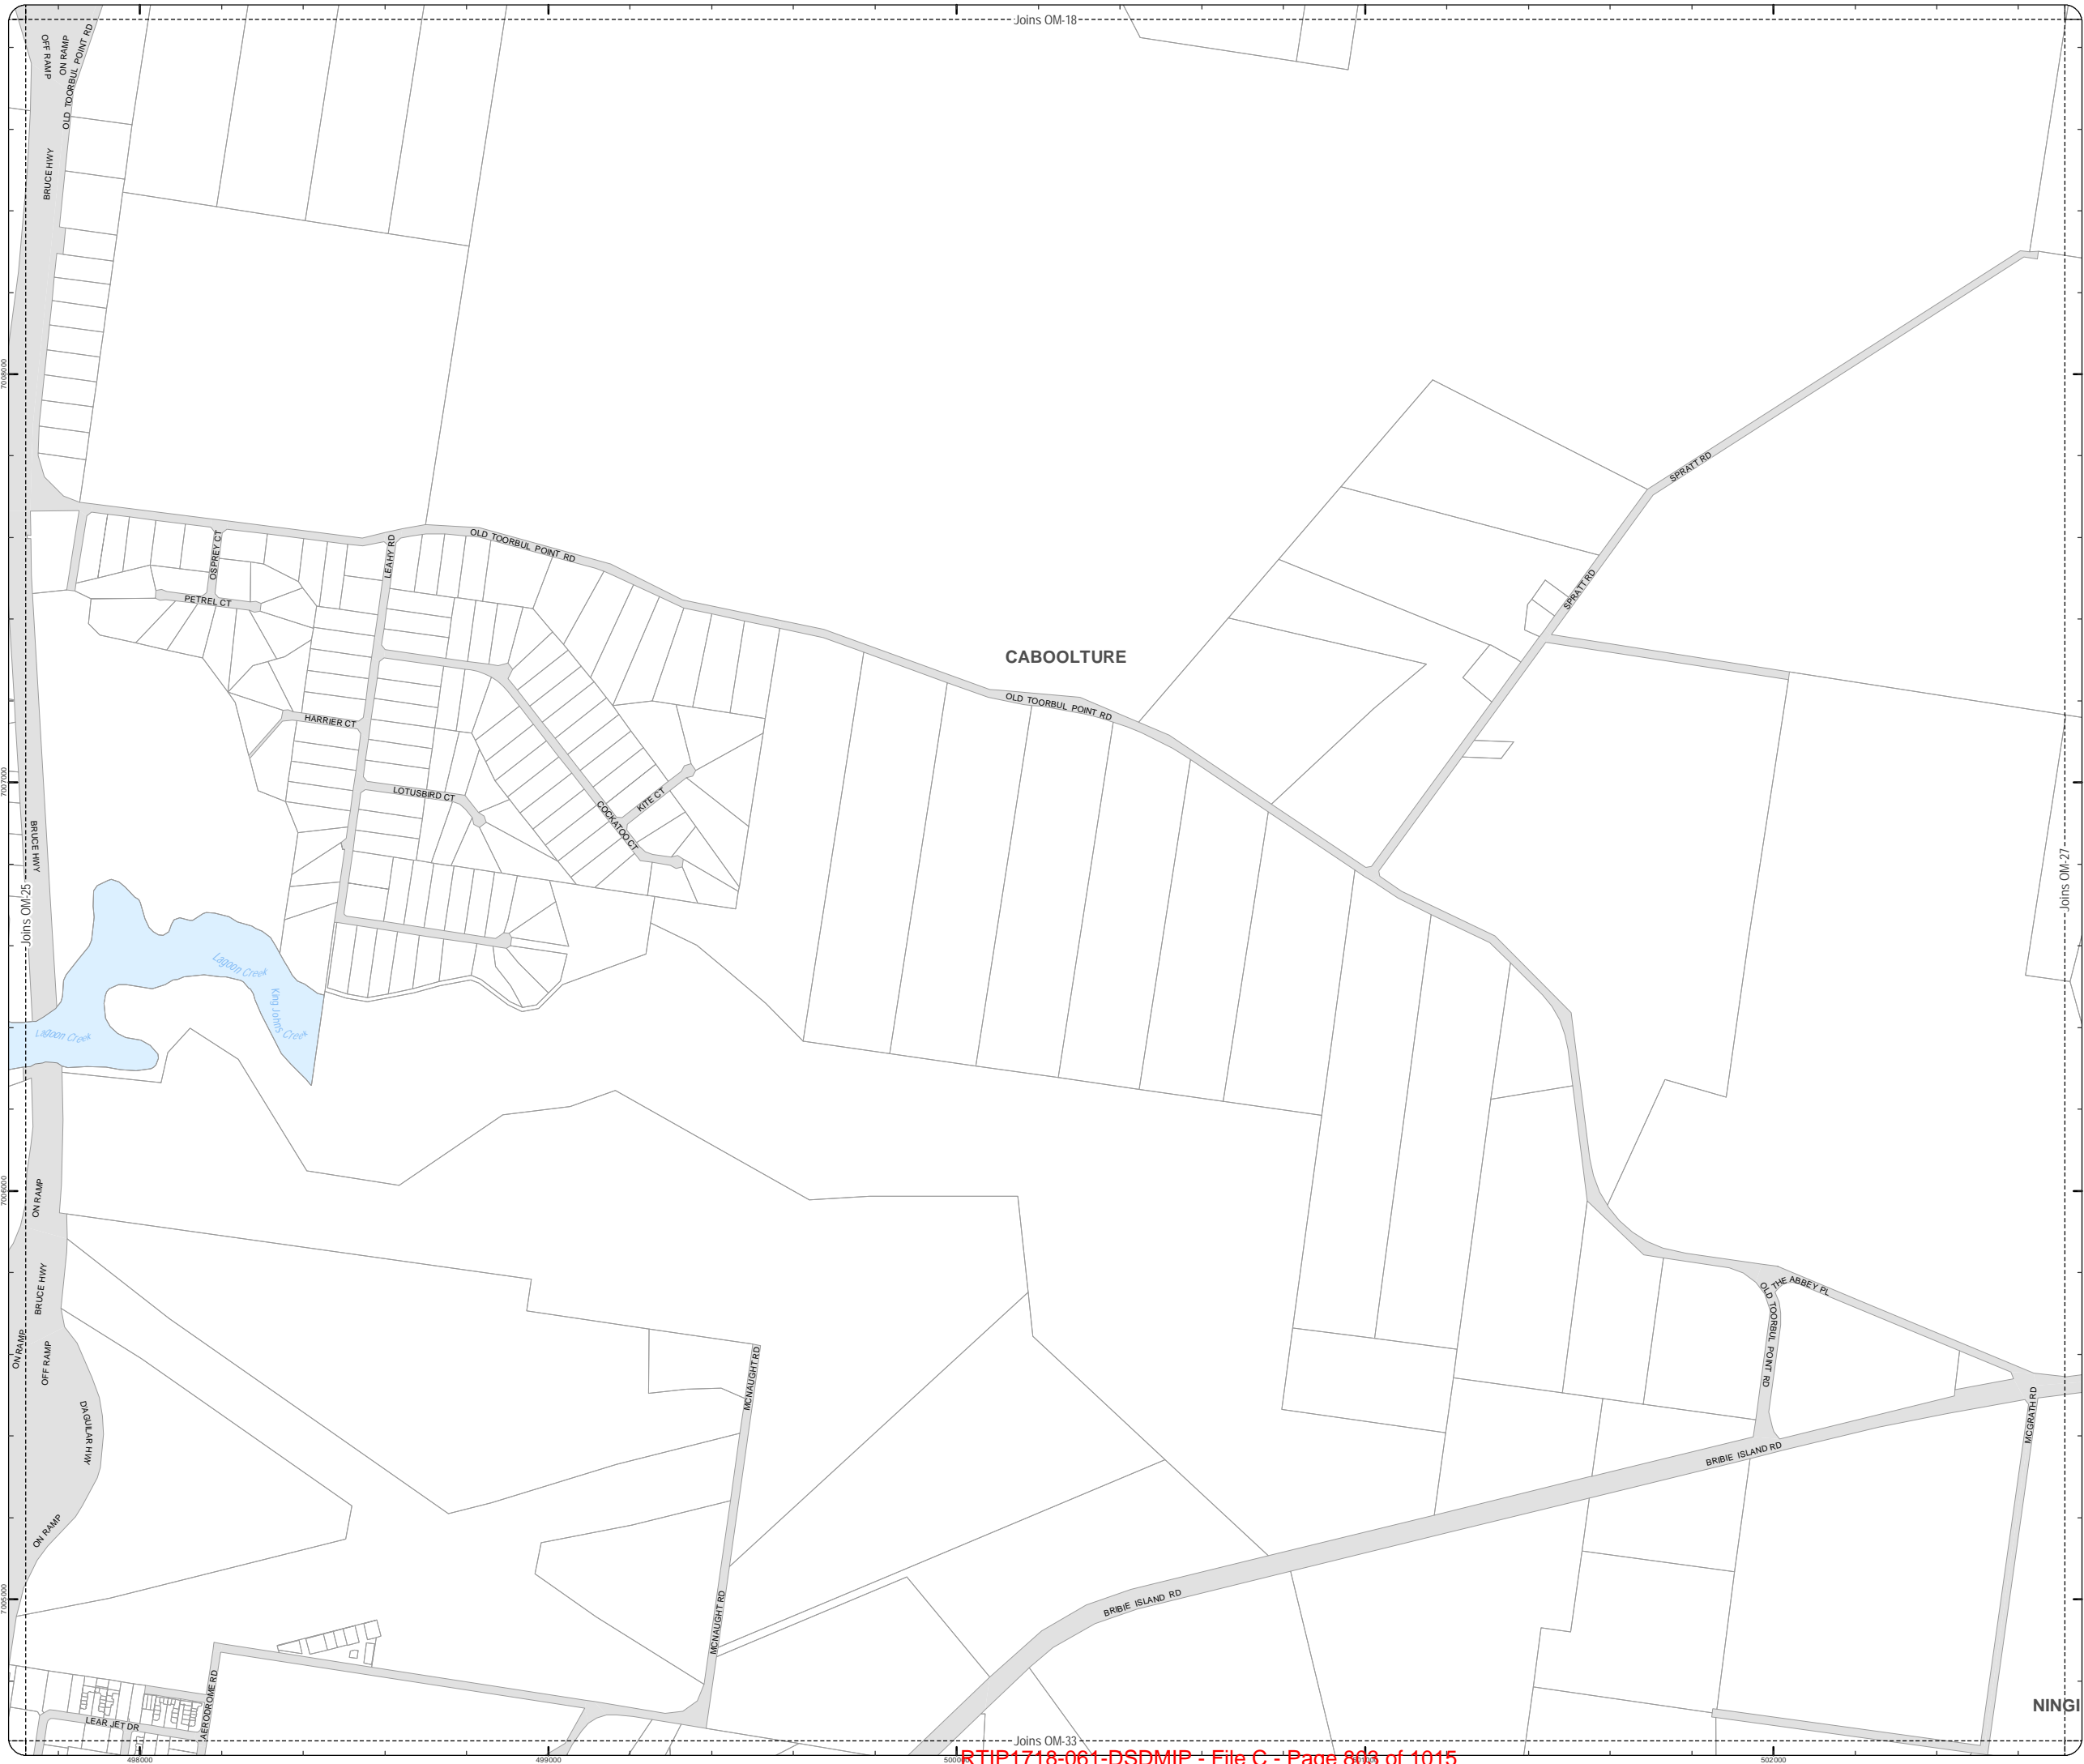 Joins OM-18
OFF RAMP
ON RAMP
OLD TOORBUL POINT RD
BRUCE HWY
7008000
SPRATT RD
OSPREY CT
LEAHY RD
OLD TOORBUL POINT RD
PETREL CT
SPRATT RD
CABOOLTURE
OLD TOORBUL POINT RD
HARRIER CT
7007000
LOTUSBIRD CT
KITE CT
COCKATOO CT
BRUCE HWY
Joins OM-25
Joins OM-27
Lagoon Creek
King Johns Creek
Lagoon Creek
7006000
ON RAMP
BRUCE HWY
THE ABBEY PL
OLD TOORBUL POINT RD
ON RAMP
OFF RAMP
MCNAUGHT RD
D'AGUILAR HWY
MCGRATH RD
BRIBIE ISLAND RD
ON RAMP
7005000
BRIBIE ISLAND RD
MCNAUGHT RD
AERODROME RD
LEAR JET DR
NINGI
Joins OM-33
498000
499000
502000
RTIP1718-061-DSDMIP - File C - Page 803 of 1015